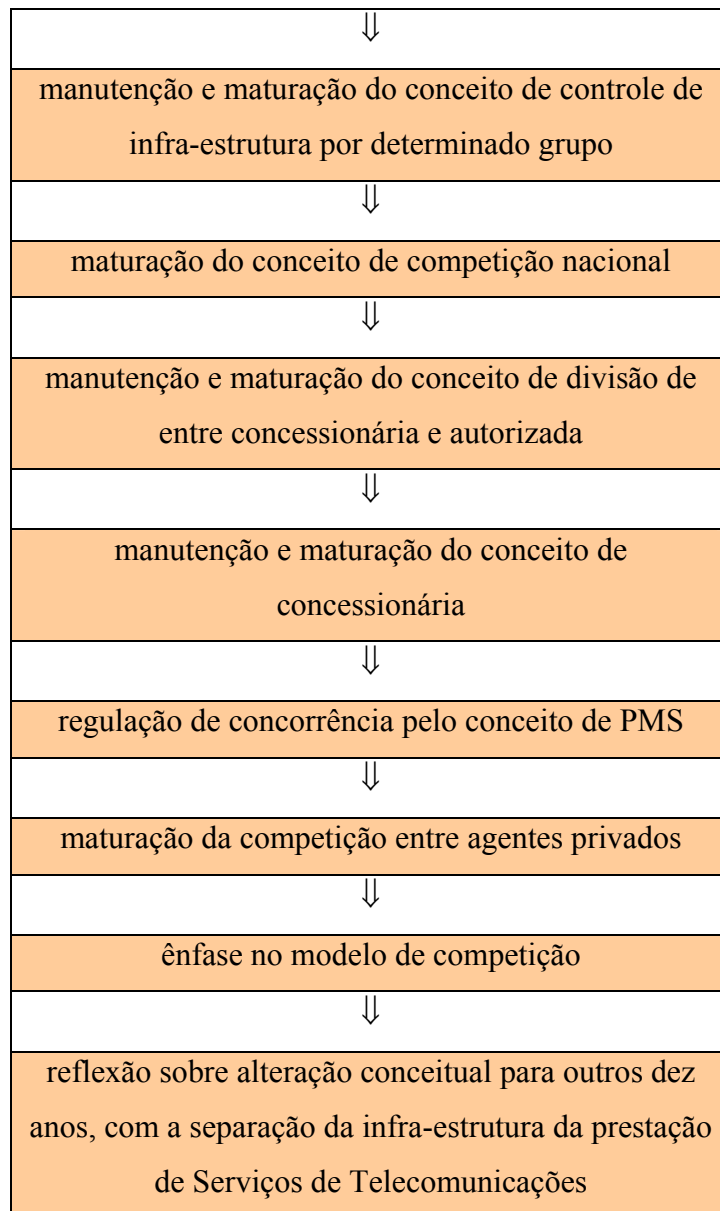 ⇓
manutenção e maturação do conceito de controle de
infra-estrutura por determinado grupo
⇓
maturação do conceito de competição nacional
⇓
manutenção e maturação do conceito de divisão de
entre concessionária e autorizada
⇓
manutenção e maturação do conceito de
concessionária
⇓
regulação de concorrência pelo conceito de PMS
⇓
maturação da competição entre agentes privados
⇓
ênfase no modelo de competição
⇓
reflexão sobre alteração conceitual para outros dez
anos, com a separação da infra-estrutura da prestação
de Serviços de Telecomunicações